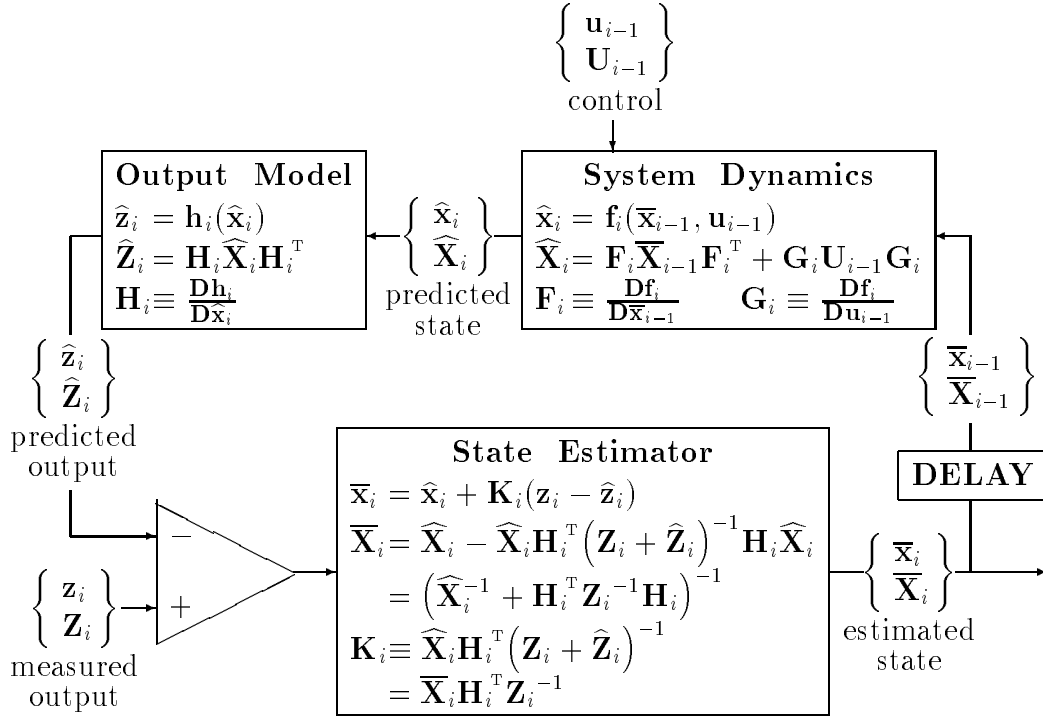 { u_{i−1} }
{ U_{i−1} }
control
Output Model
ẑ_i = h_i(x̂_i)
Ẑ_i = H_i X̂_i H_i^T
H_i ≡ Dh_i / Dx̂_i
{ x̂_i }
{ X̂_i }
predicted
state
System Dynamics
x̂_i = f_i(x̅_{i−1}, u_{i−1})
X̂_i = F_i X̅_{i−1} F_i^T + G_i U_{i−1} G_i
F_i ≡ Df_i / Dx̅_{i−1} G_i ≡ Df_i / Du_{i−1}
{ ẑ_i }
{ Ẑ_i }
predicted
output
{ x̅_{i−1} }
{ X̅_{i−1} }
DELAY
−
+
{ z_i }
{ Z_i }
measured
output
State Estimator
x̅_i = x̂_i + K_i(z_i − ẑ_i)
X̅_i = X̂_i − X̂_i H_i^T (Z_i + Ẑ_i)^{−1} H_i X̂_i
= (X̂_i^{−1} + H_i^T Z_i^{−1} H_i)^{−1}
K_i ≡ X̂_i H_i^T (Z_i + Ẑ_i)^{−1}
= X̅_i H_i^T Z_i^{−1}
{ x̅_i }
{ X̅_i }
estimated
state